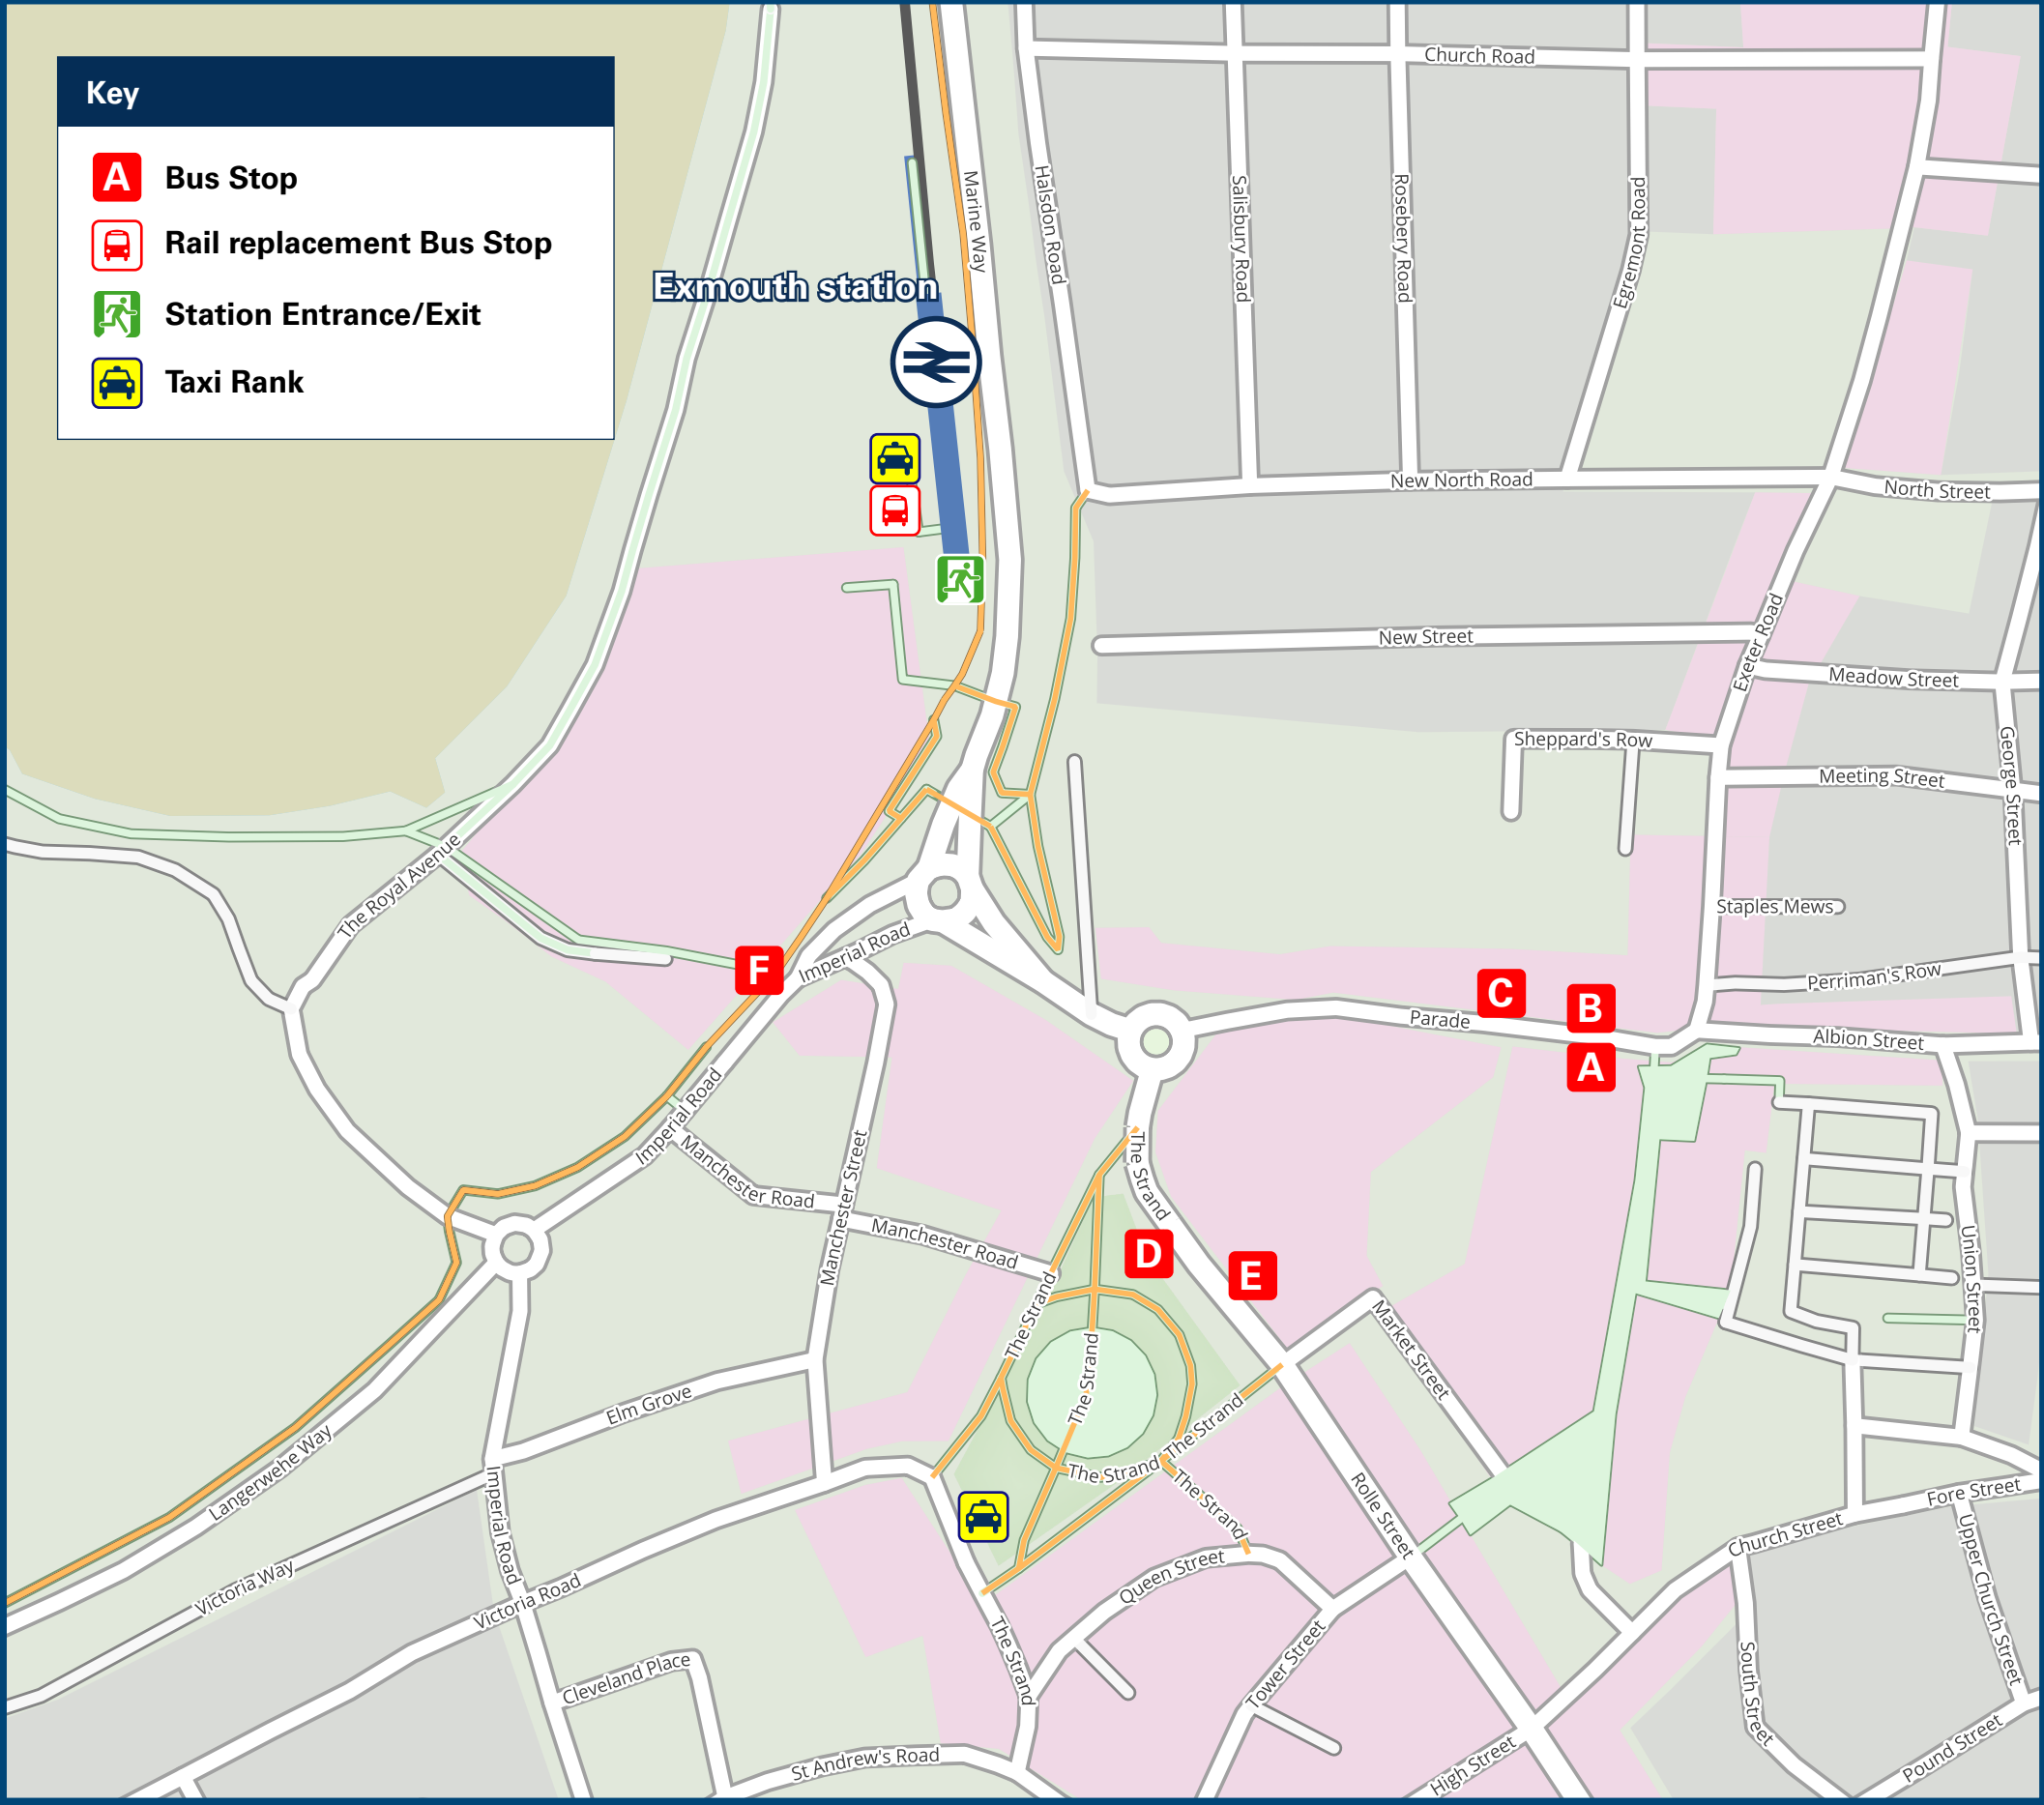 Key
A Bus Stop
Rail replacement Bus Stop
Station Entrance/Exit
Taxi Rank
Church Road
Marine Way
Halsdon Road
Salisbury Road
Rosebery Road
Egremont Road
Exmouth station
New North Road
North Street
New Street
Exeter Road
Meadow Street
Sheppard's Row
Meeting Street
George Street
The Royal Avenue
Staples Mews
Imperial Road
F
Perriman's Row
C
B
Parade
Albion Street
A
Imperial Road
Manchester Road
Manchester Street
The Strand
Manchester Road
D
E
Union Street
The Strand
Market Street
The Strand
Elm Grove
The Strand
The Strand
The Strand
Langerwehe Way
Imperial Road
Rolle Street
Fore Street
Church Street
Upper Church Street
Victoria Way
Victoria Road
Queen Street
The Strand
Tower Street
South Street
Cleveland Place
St Andrew's Road
High Street
Pound Street